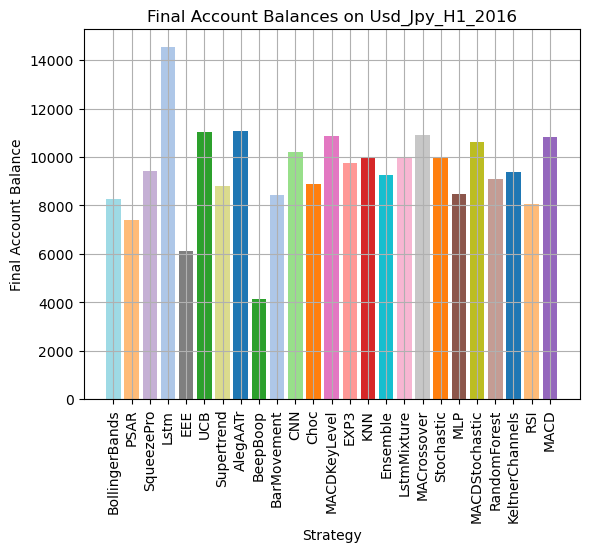 Final Account Balances on Usd_Jpy_H1_2016
Final Account Balance
14000
12000
10000
8000
6000
4000
2000
0
BollingerBands
PSAR
SqueezePro
Lstm
EEE
UCB
Supertrend
AlegAATr
BeepBoop
BarMovement
CNN
Choc
MACDKeyLevel
EXP3
KNN
Ensemble
LstmMixture
MACrossover
Stochastic
MLP
MACDStochastic
RandomForest
KeltnerChannels
RSI
MACD
Strategy